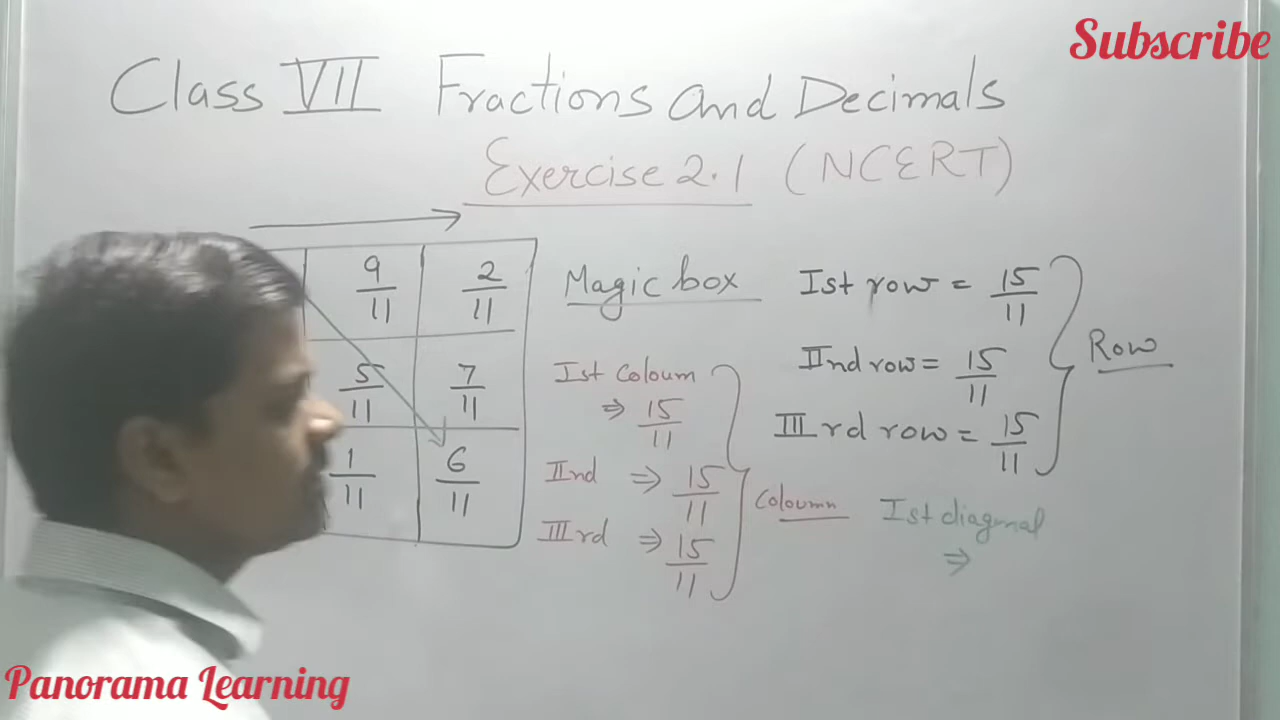 Subscribe
Class VII Fractions and Decimals
Exercise 2.1 (NCERT)
9/11 2/11
5/11 7/11
1/11 6/11
Magic box
Ist Coloum
⇒ 15/11
IInd ⇒ 15/11
IIIrd ⇒ 15/11
Coloumn
Ist row = 15/11
IInd row = 15/11
IIIrd row = 15/11
Row
Ist diagnal
⇒
Panorama Learning